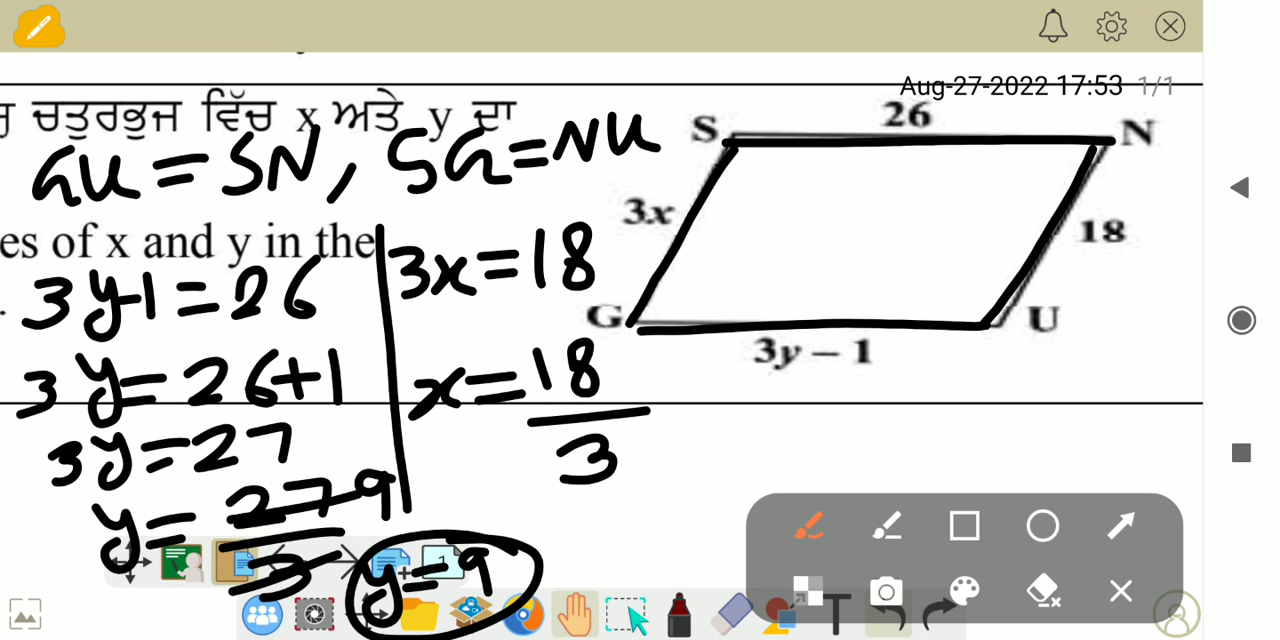 Aug-27-2022 17:53 1/1
ਚਤੁਰਭੁਜ ਵਿੱਚ x ਅਤੇ y ਦਾ
GU = SN, SG = NU
es of x and y in the
3y-1 = 26
3y = 26+1
3y = 27
y = 27 9
3
y = 9
3x = 18
x = 18
3
S 26 N
3x 18
G U
3y – 1
1
T